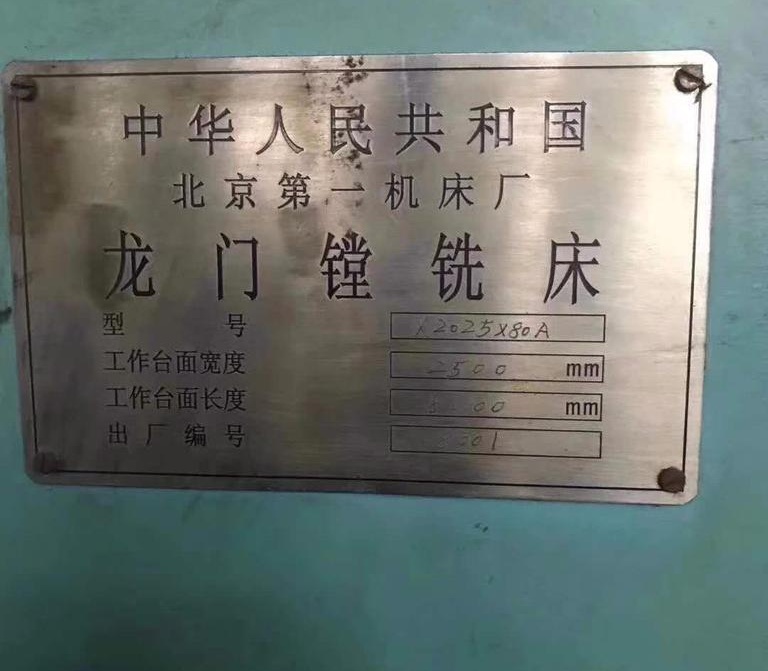 中华人民共和国
北京第一机床厂
龙门镗铣床
型号 X2025X80A
工作台面宽度 2500 mm
工作台面长度 mm
出厂编号